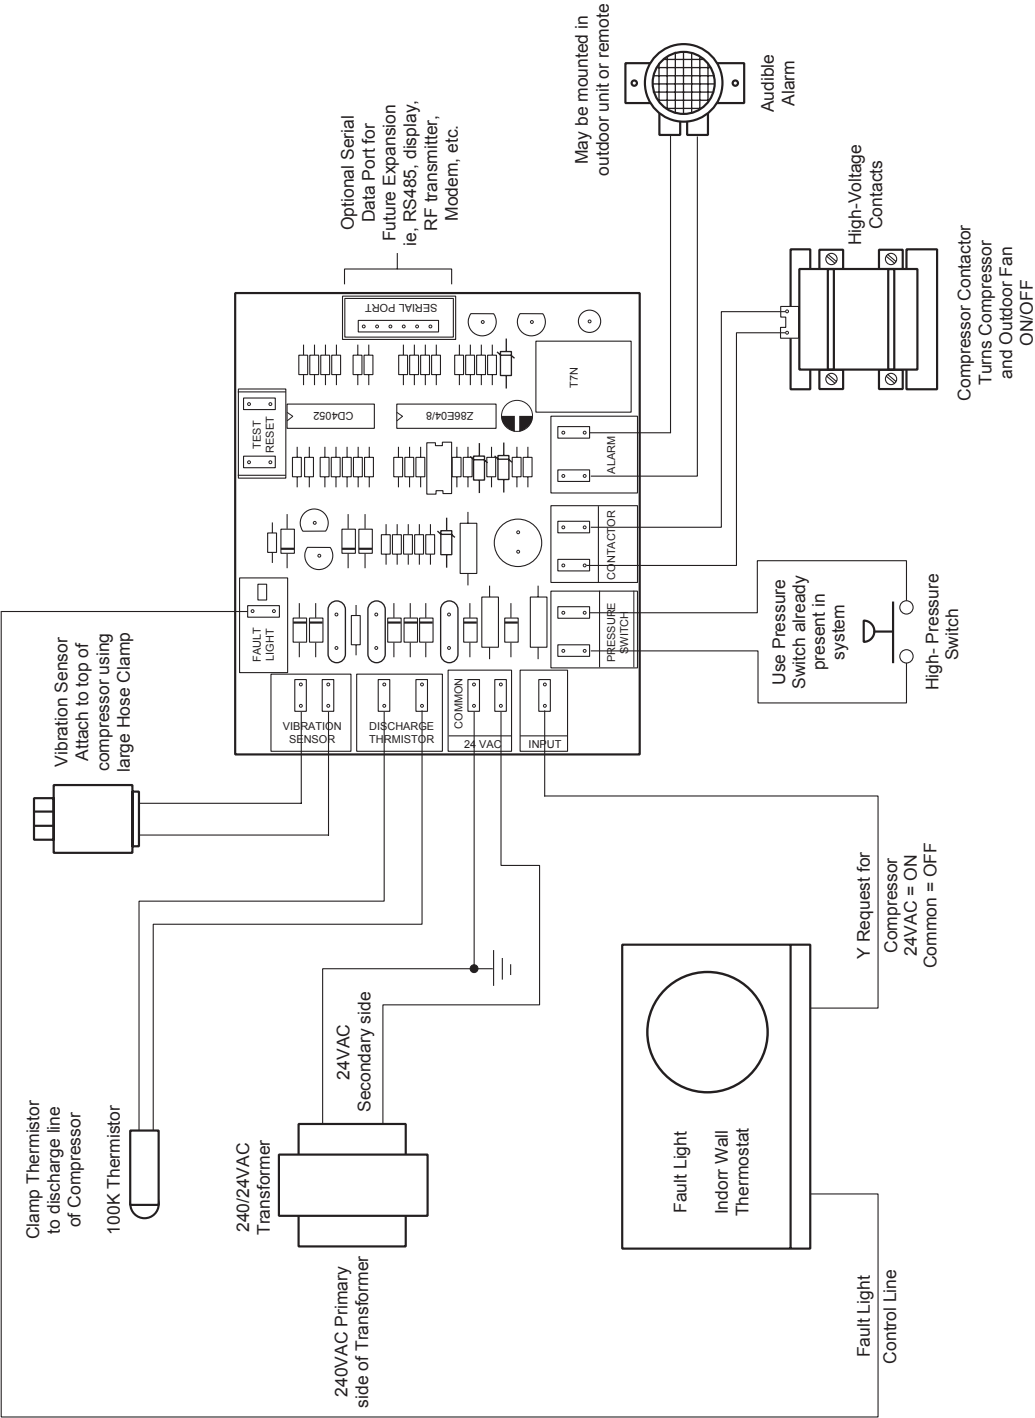 Clamp Thermistor
to discharge line
of Compressor
100K Thermistor
Vibration Sensor
Attach to top of
compressor using
large Hose Clamp
240VAC Primary
side of Transformer
240/24VAC
Transformer
24VAC
Secondary side
FAULT
LIGHT
TEST
RESET
VIBRATION
SENSOR
DISCHARGE
THRMISTOR
COMMON
24 VAC
INPUT
CD4052
Z86E04/8
SERIAL PORT
T7N
PRESSURE
SWITCH
CONTACTOR
ALARM
Optional Serial
Data Port for
Future Expansion
ie, RS485, display,
RF transmitter,
Modem, etc.
May be mounted in
outdoor unit or remote
Audible
Alarm
High-Voltage
Contacts
Compressor Contactor
Turns Compressor
and Outdoor Fan
ON/OFF
Use Pressure
Switch already
present in
system
High- Pressure
Switch
Y Request for
Compressor
24VAC = ON
Common = OFF
Fault Light
Indorr Wall
Thermostat
Fault Light
Control Line